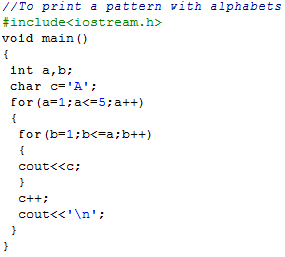 //To print a pattern with alphabets
#include<iostream.h>
void main()
{
int a,b;
char c='A';
for(a=1;a<=5;a++)
{
for(b=1;b<=a;b++)
{
cout<<c;
}
c++;
cout<<'\n';
}
}